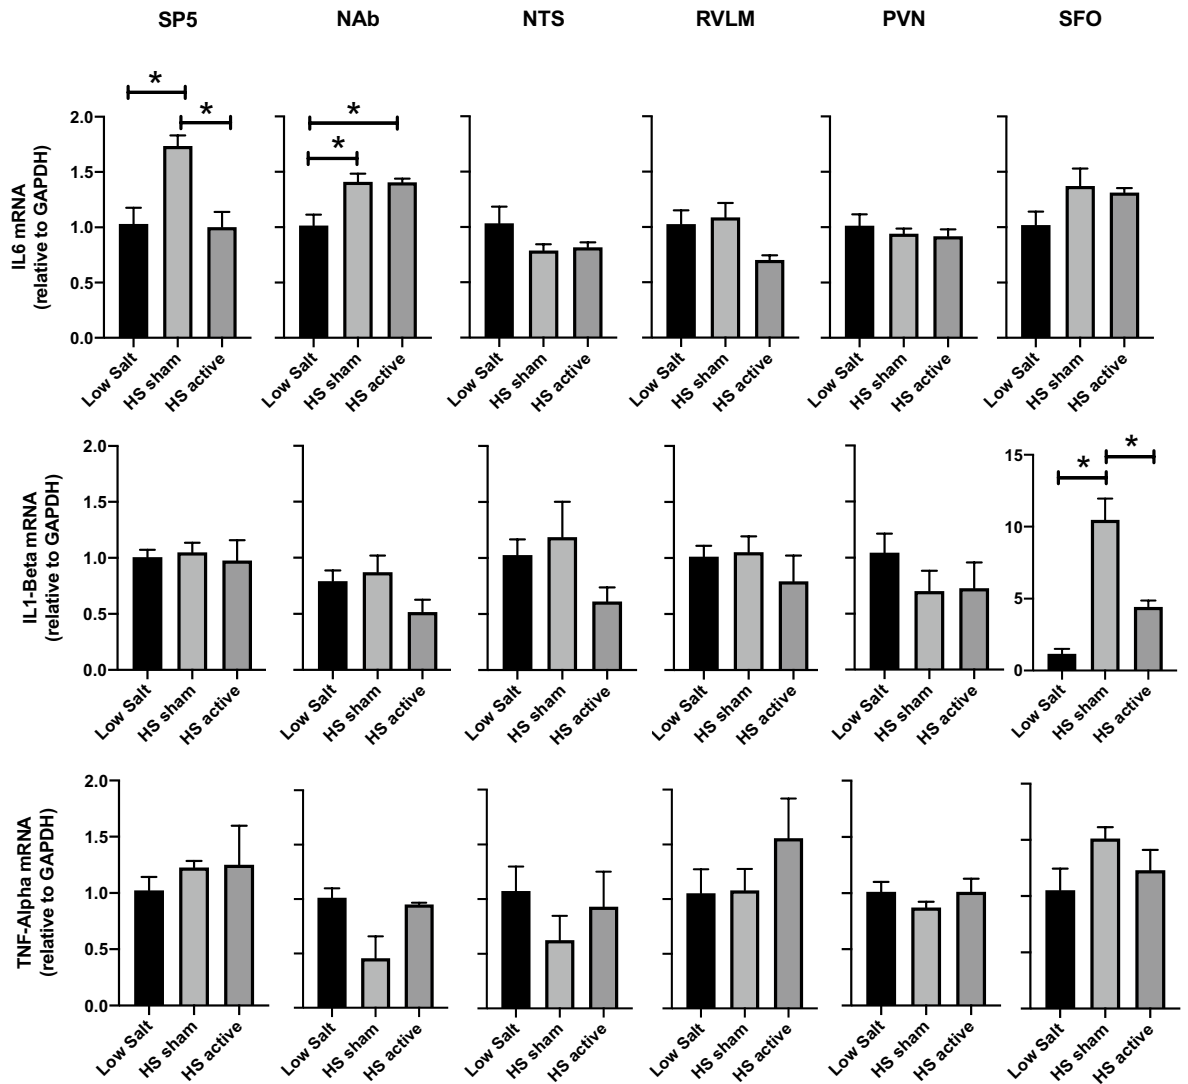 SP5 NAb NTS RVLM PVN SFO
* * * * 
IL6 mRNA
(relative to GAPDH)
2.0
1.5
1.0
0.5
0.0
Low Salt HS sham HS active Low Salt HS sham HS active Low Salt HS sham HS active Low Salt HS sham HS active Low Salt HS sham HS active Low Salt HS sham HS active
* *
IL1-Beta mRNA
(relative to GAPDH)
2.0
1.5
1.0
0.5
0.0
15
10
5
0
Low Salt HS sham HS active Low Salt HS sham HS active Low Salt HS sham HS active Low Salt HS sham HS active Low Salt HS sham HS active Low Salt HS sham HS active
TNF-Alpha mRNA
(relative to GAPDH)
2.0
1.5
1.0
0.5
0.0
Low Salt HS sham HS active Low Salt HS sham HS active Low Salt HS sham HS active Low Salt HS sham HS active Low Salt HS sham HS active Low Salt HS sham HS active